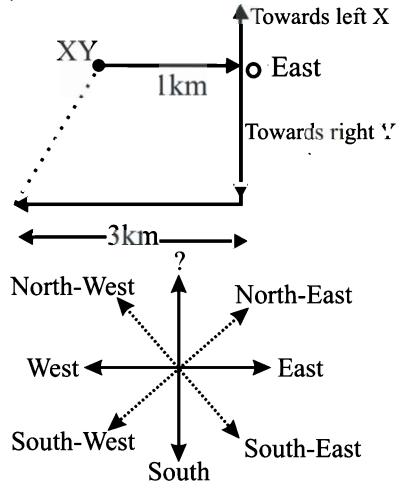 Towards left X
XY
O East
1km
Towards right Y
3km
?
North-West
North-East
West
East
South-West
South-East
South